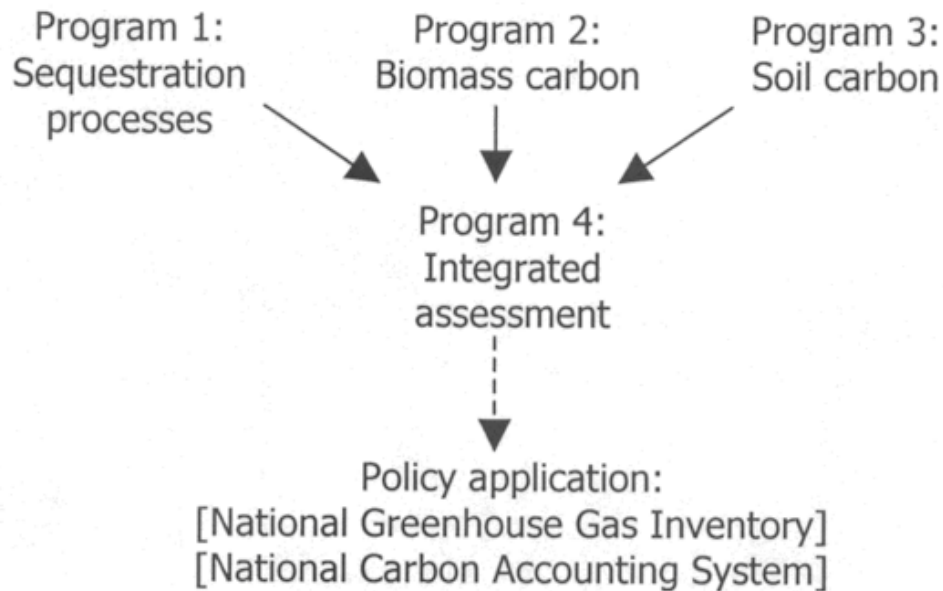 Program 1:
Sequestration
processes
Program 2:
Biomass carbon
Program 3:
Soil carbon
Program 4:
Integrated
assessment
Policy application:
[National Greenhouse Gas Inventory]
[National Carbon Accounting System]